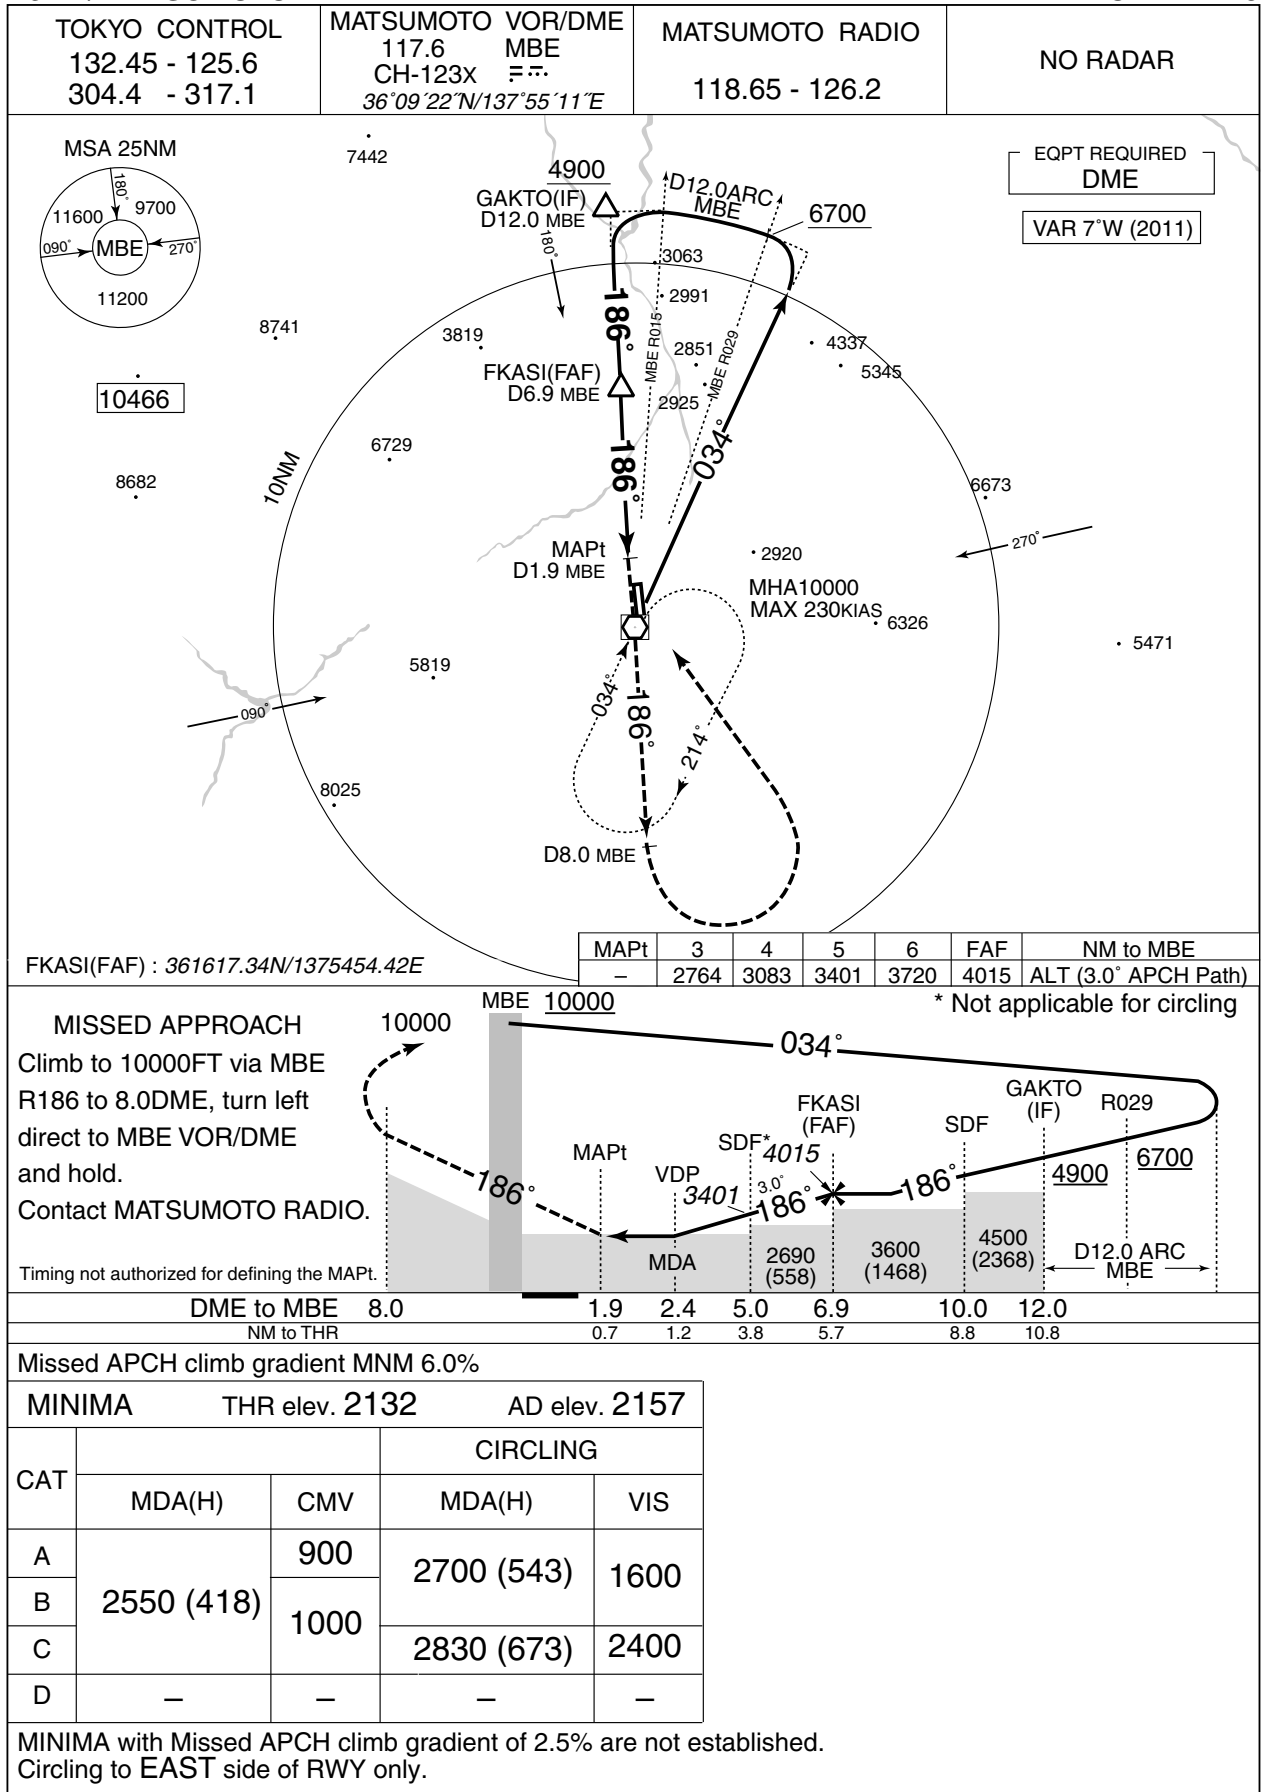 TOKYO CONTROL
132.45 - 125.6
304.4 - 317.1
MATSUMOTO VOR/DME
117.6 MBE
CH-123X
36°09´22˝N/137°55´11˝E
MATSUMOTO RADIO
118.65 - 126.2
NO RADAR
MSA 25NM
180°
11600
9700
090°
MBE
270°
11200
7442
4900
GAKTO(IF)
D12.0 MBE
D12.0ARC
MBE
6700
EQPT REQUIRED
DME
VAR 7°W (2011)
180°
3063
186°
2991
MBE R015
MBE R029
8741
3819
2851
4337
5345
FKASI(FAF)
D6.9 MBE
2925
10466
034°
6729
186°
10NM
8682
6673
270°
MAPt
D1.9 MBE
2920
MHA10000
MAX 230KIAS
6326
5471
5819
034°
186°
214°
090°
8025
D8.0 MBE
FKASI(FAF) : 361617.34N/1375454.42E
MAPt 3 4 5 6 FAF NM to MBE
– 2764 3083 3401 3720 4015 ALT (3.0° APCH Path)
* Not applicable for circling
MISSED APPROACH
Climb to 10000FT via MBE
R186 to 8.0DME, turn left
direct to MBE VOR/DME
and hold.
Contact MATSUMOTO RADIO.
Timing not authorized for defining the MAPt.
10000
MBE 10000
034°
GAKTO
(IF)
R029
FKASI
(FAF)
SDF
SDF*
4015
MAPt
VDP
6700
4900
186°
186°
3401
3.0°
186°
MDA
2690
(558)
3600
(1468)
4500
(2368)
D12.0 ARC
MBE
DME to MBE 8.0 1.9 2.4 5.0 6.9 10.0 12.0
NM to THR 0.7 1.2 3.8 5.7 8.8 10.8
Missed APCH climb gradient MNM 6.0%
MINIMA THR elev. 2132 AD elev. 2157
CAT
CIRCLING
MDA(H) CMV MDA(H) VIS
A 900
2700 (543) 1600
B 2550 (418) 1000
C 2830 (673) 2400
D – – – –
MINIMA with Missed APCH climb gradient of 2.5% are not established.
Circling to EAST side of RWY only.